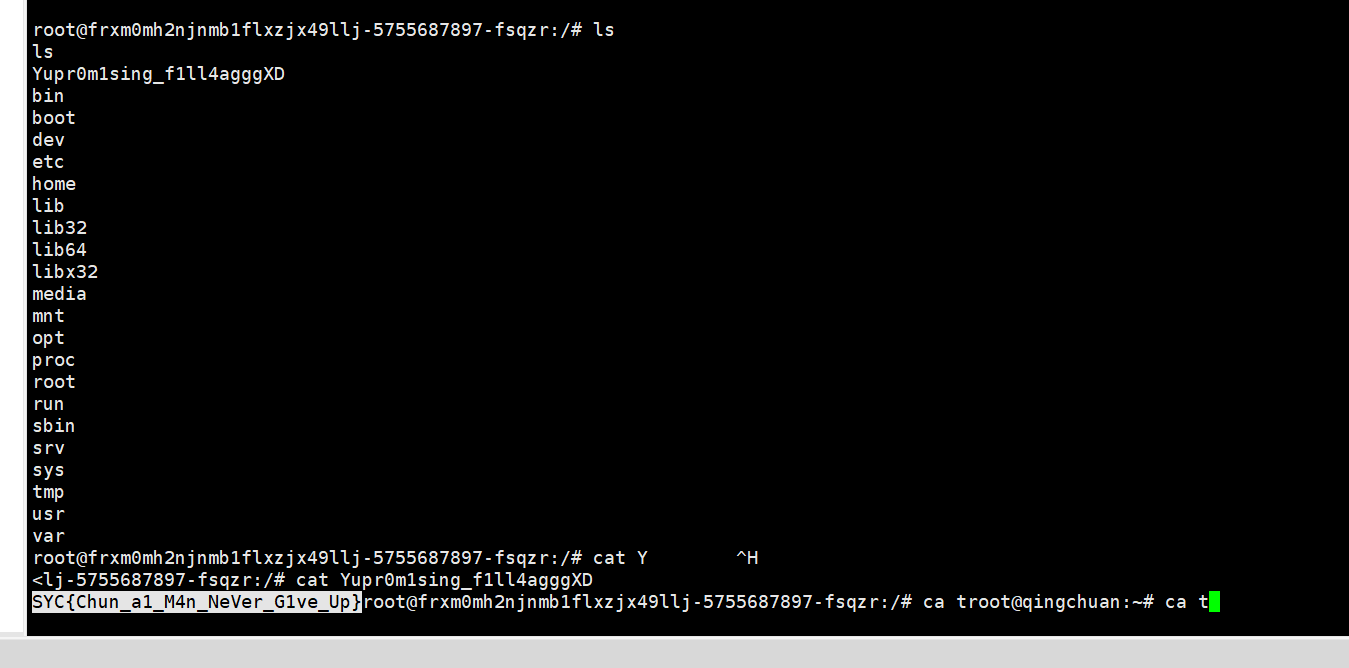 root@frxm0mh2njnmb1flxzjx49llj-5755687897-fsqzr:/# ls
ls
Yupr0m1sing_f1ll4agggXD
bin
boot
dev
etc
home
lib
lib32
lib64
libx32
media
mnt
opt
proc
root
run
sbin
srv
sys
tmp
usr
var
root@frxm0mh2njnmb1flxzjx49llj-5755687897-fsqzr:/# cat Y        ^H
<lj-5755687897-fsqzr:/# cat Yupr0m1sing_f1ll4agggXD
SYC{Chun_a1_M4n_NeVer_G1ve_Up}root@frxm0mh2njnmb1flxzjx49llj-5755687897-fsqzr:/# ca troot@qingchuan:~# ca t